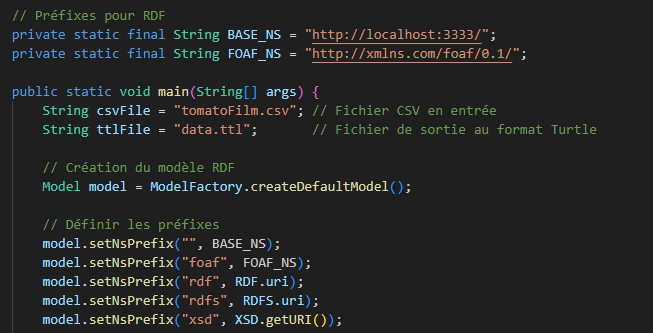 // Préfixes pour RDF
private static final String BASE_NS = "http://localhost:3333/";
private static final String FOAF_NS = "http://xmlns.com/foaf/0.1/";
public static void main(String[] args) {
String csvFile = "tomatoFilm.csv"; // Fichier CSV en entrée
String ttlFile = "data.ttl"; // Fichier de sortie au format Turtle
// Création du modèle RDF
Model model = ModelFactory.createDefaultModel();
// Définir les préfixes
model.setNsPrefix("", BASE_NS);
model.setNsPrefix("foaf", FOAF_NS);
model.setNsPrefix("rdf", RDF.uri);
model.setNsPrefix("rdfs", RDFS.uri);
model.setNsPrefix("xsd", XSD.getURI());